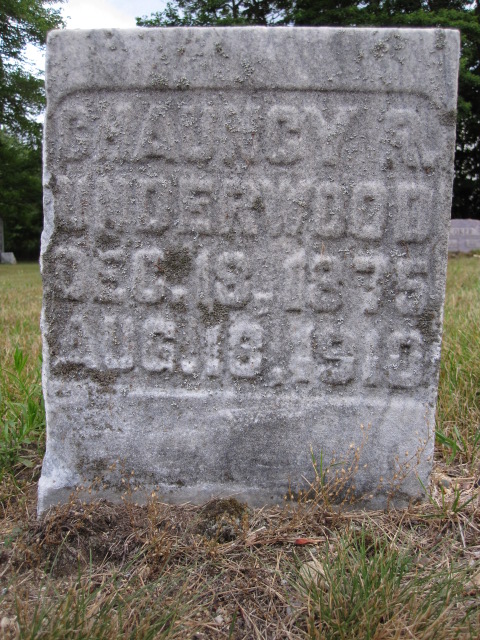 CHAUNCY R.
UNDERWOOD
DEC. 18, 1875
AUG. 18, 1910